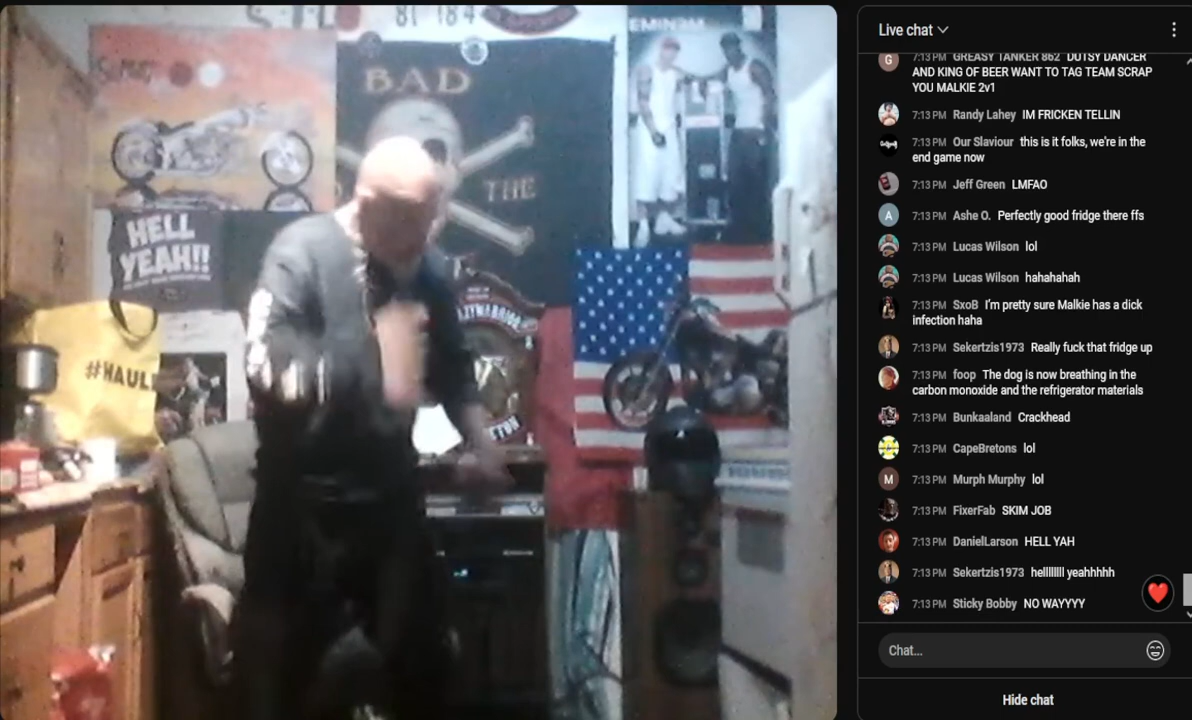 EMINEM
BAD
THE
HELL
YEAH!!
#HAUL
Live chat
G
7:13 PM GREASY TANKER 862 DUTSY DANCER
AND KING OF BEER WANT TO TAG TEAM SCRAP
YOU MALKIE 2v1
7:13 PM Randy Lahey IM FRICKEN TELLIN
7:13 PM Our Slaviour this is it folks, we're in the
end game now
7:13 PM Jeff Green LMFAO
A
7:13 PM Ashe O. Perfectly good fridge there ffs
7:13 PM Lucas Wilson lol
7:13 PM Lucas Wilson hahahahah
7:13 PM SxoB I'm pretty sure Malkie has a dick
infection haha
7:13 PM Sekertzis1973 Really fuck that fridge up
7:13 PM foop The dog is now breathing in the
carbon monoxide and the refrigerator materials
7:13 PM Bunkaaland Crackhead
7:13 PM CapeBretons lol
M
7:13 PM Murph Murphy lol
7:13 PM FixerFab SKIM JOB
7:13 PM DanielLarson HELL YAH
7:13 PM Sekertzis1973 hellllllll yeahhhhh
7:13 PM Sticky Bobby NO WAYYYY
Chat...
Hide chat